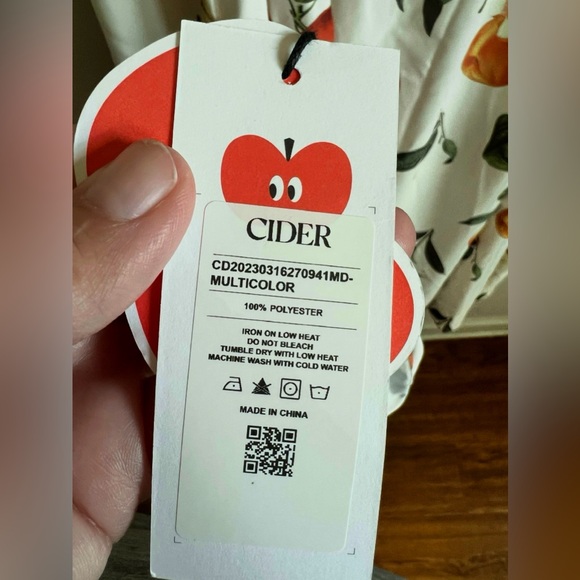 CIDER
CD20230316270941MD-
MULTICOLOR
100% POLYESTER
IRON ON LOW HEAT
DO NOT BLEACH
TUMBLE DRY WITH LOW HEAT
MACHINE WASH WITH COLD WATER
MADE IN CHINA